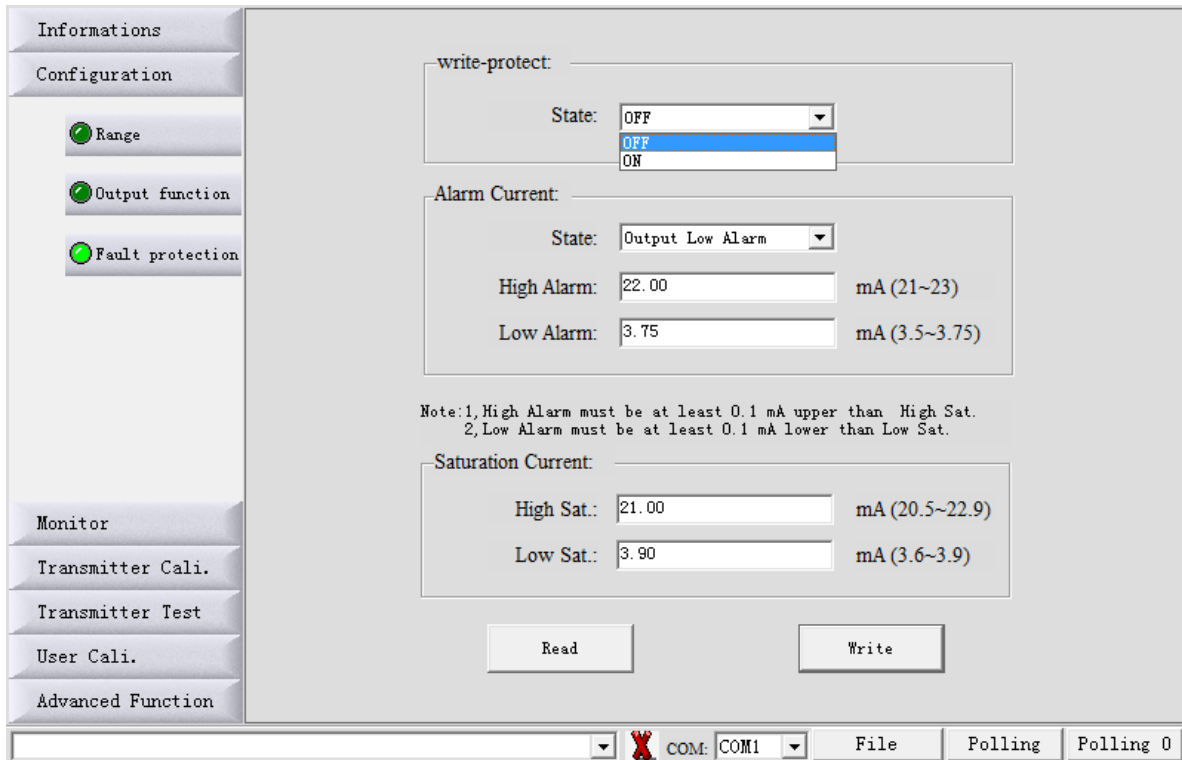 Informations
Configuration
Range
Output function
Fault protection
Monitor
Transmitter Cali.
Transmitter Test
User Cali.
Advanced Function
write-protect:
State: OFF
OFF
ON
Alarm Current:
State: Output Low Alarm
High Alarm: 22.00 mA (21~23)
Low Alarm: 3.75 mA (3.5~3.75)
Note:1,High Alarm must be at least 0.1 mA upper than High Sat.
2,Low Alarm must be at least 0.1 mA lower than Low Sat.
Saturation Current:
High Sat.: 21.00 mA (20.5~22.9)
Low Sat.: 3.90 mA (3.6~3.9)
Read Write
COM: COM1 File Polling Polling 0